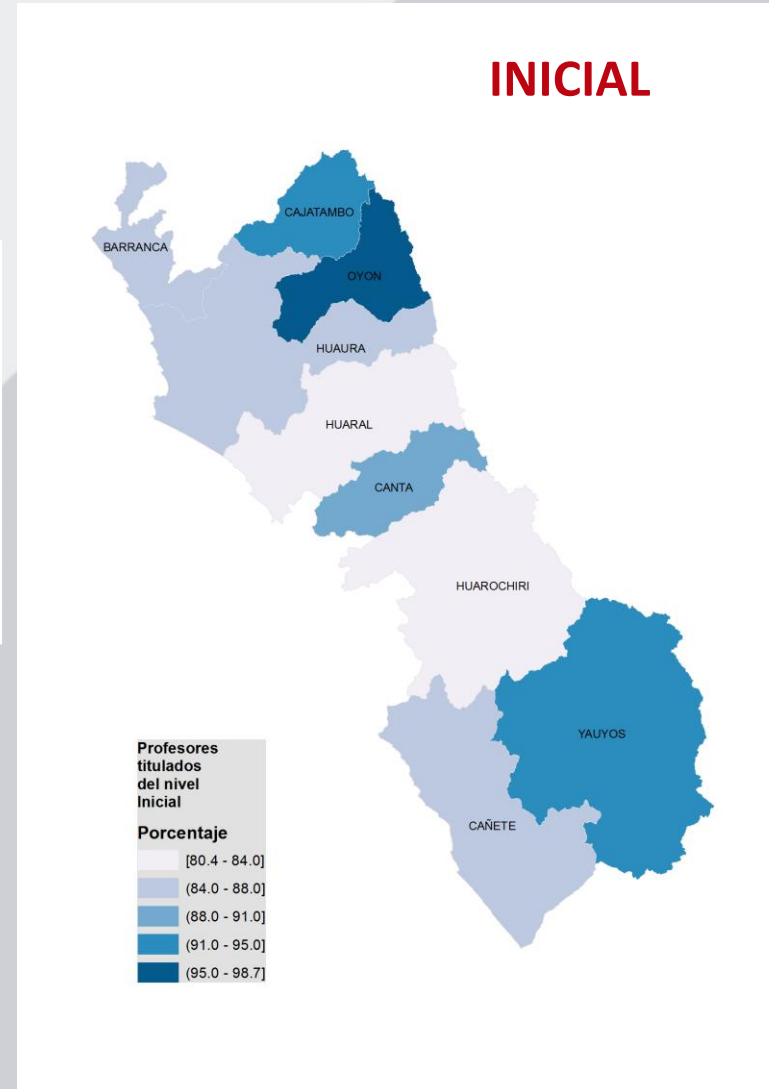 INICIAL
CAJATAMBO
BARRANCA
OYON
HUAURA
HUARAL
CANTA
HUAROCHIRI
YAUYOS
CAÑETE
Profesores
titulados
del nivel
Inicial
Porcentaje
[80.4 - 84.0]
(84.0 - 88.0]
(88.0 - 91.0]
(91.0 - 95.0]
(95.0 - 98.7]